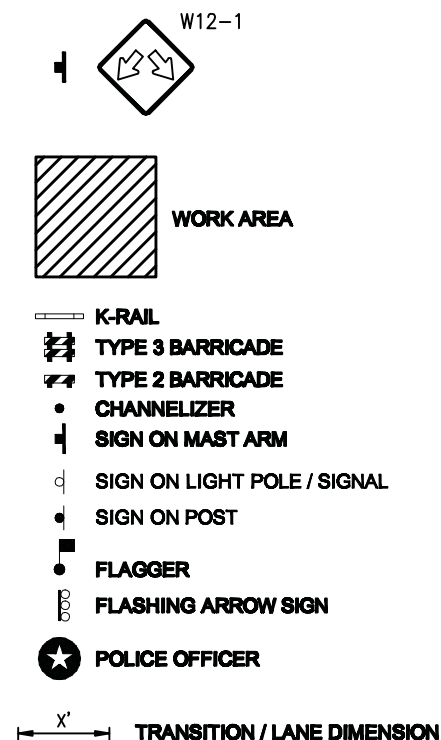 W12-1
WORK AREA
K-RAIL
TYPE 3 BARRICADE
TYPE 2 BARRICADE
CHANNELIZER
SIGN ON MAST ARM
SIGN ON LIGHT POLE / SIGNAL
SIGN ON POST
FLAGGER
FLASHING ARROW SIGN
POLICE OFFICER
X' TRANSITION / LANE DIMENSION